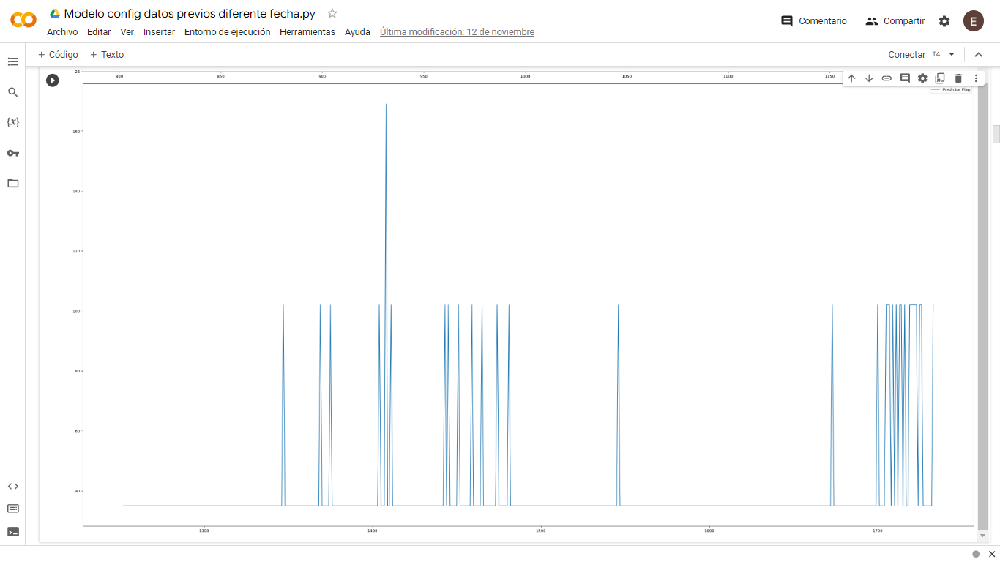 Modelo config datos previos diferente fecha.py
Archivo Editar Ver Insertar Entorno de ejecución Herramientas Ayuda Última modificación: 12 de noviembre
Comentario Compartir E
+ Código + Texto
Conectar T4
{x}
25
800 850 900 950 1000 1050 1100 1150
Predictor Flag
160
140
120
100
80
60
40
1300 1400 1500 1600 1700